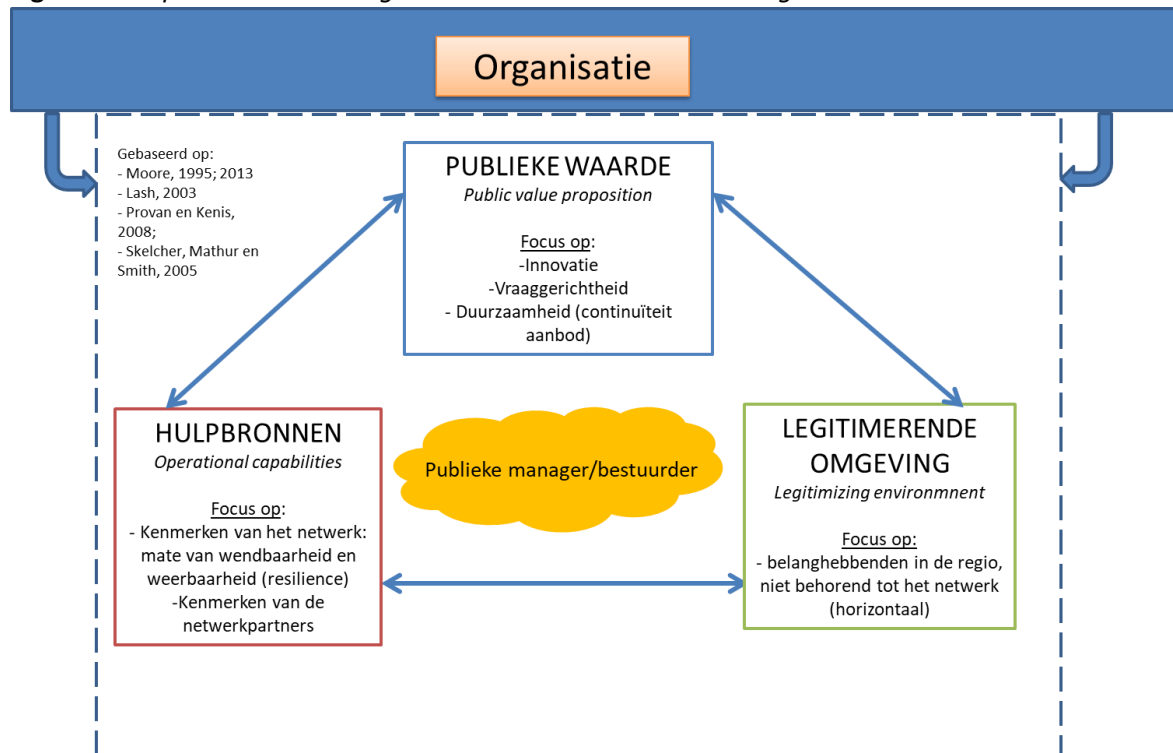 Organisatie
Gebaseerd op:
- Moore, 1995; 2013
- Lash, 2003
- Provan en Kenis,
2008;
- Skelcher, Mathur en
Smith, 2005
PUBLIEKE WAARDE
Public value proposition
Focus op:
-Innovatie
-Vraaggerichtheid
- Duurzaamheid (continuïteit
aanbod)
HULPBRONNEN
Operational capabilities
Focus op:
- Kenmerken van het netwerk:
mate van wendbaarheid en
weerbaarheid (resilience)
-Kenmerken van de
netwerkpartners
Publieke manager/bestuurder
LEGITIMERENDE
OMGEVING
Legitimizing environmnent
Focus op:
- belanghebbenden in de regio,
niet behorend tot het netwerk
(horizontaal)